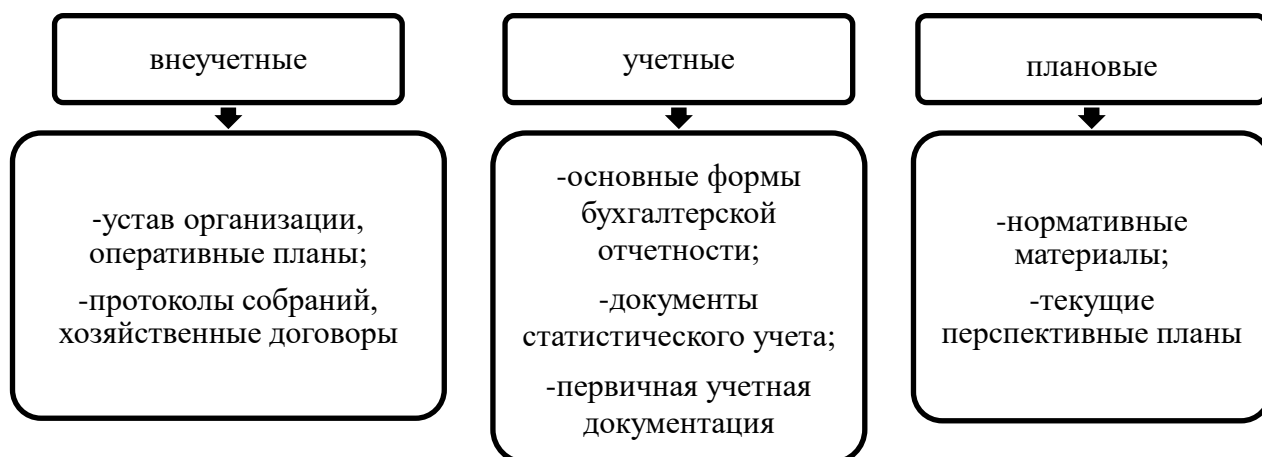 внеучетные
-устав организации,
оперативные планы;
-протоколы собраний,
хозяйственные договоры
учетные
-основные формы
бухгалтерской
отчетности;
-документы
статистического учета;
-первичная учетная
документация
плановые
-нормативные
материалы;
-текущие
перспективные планы